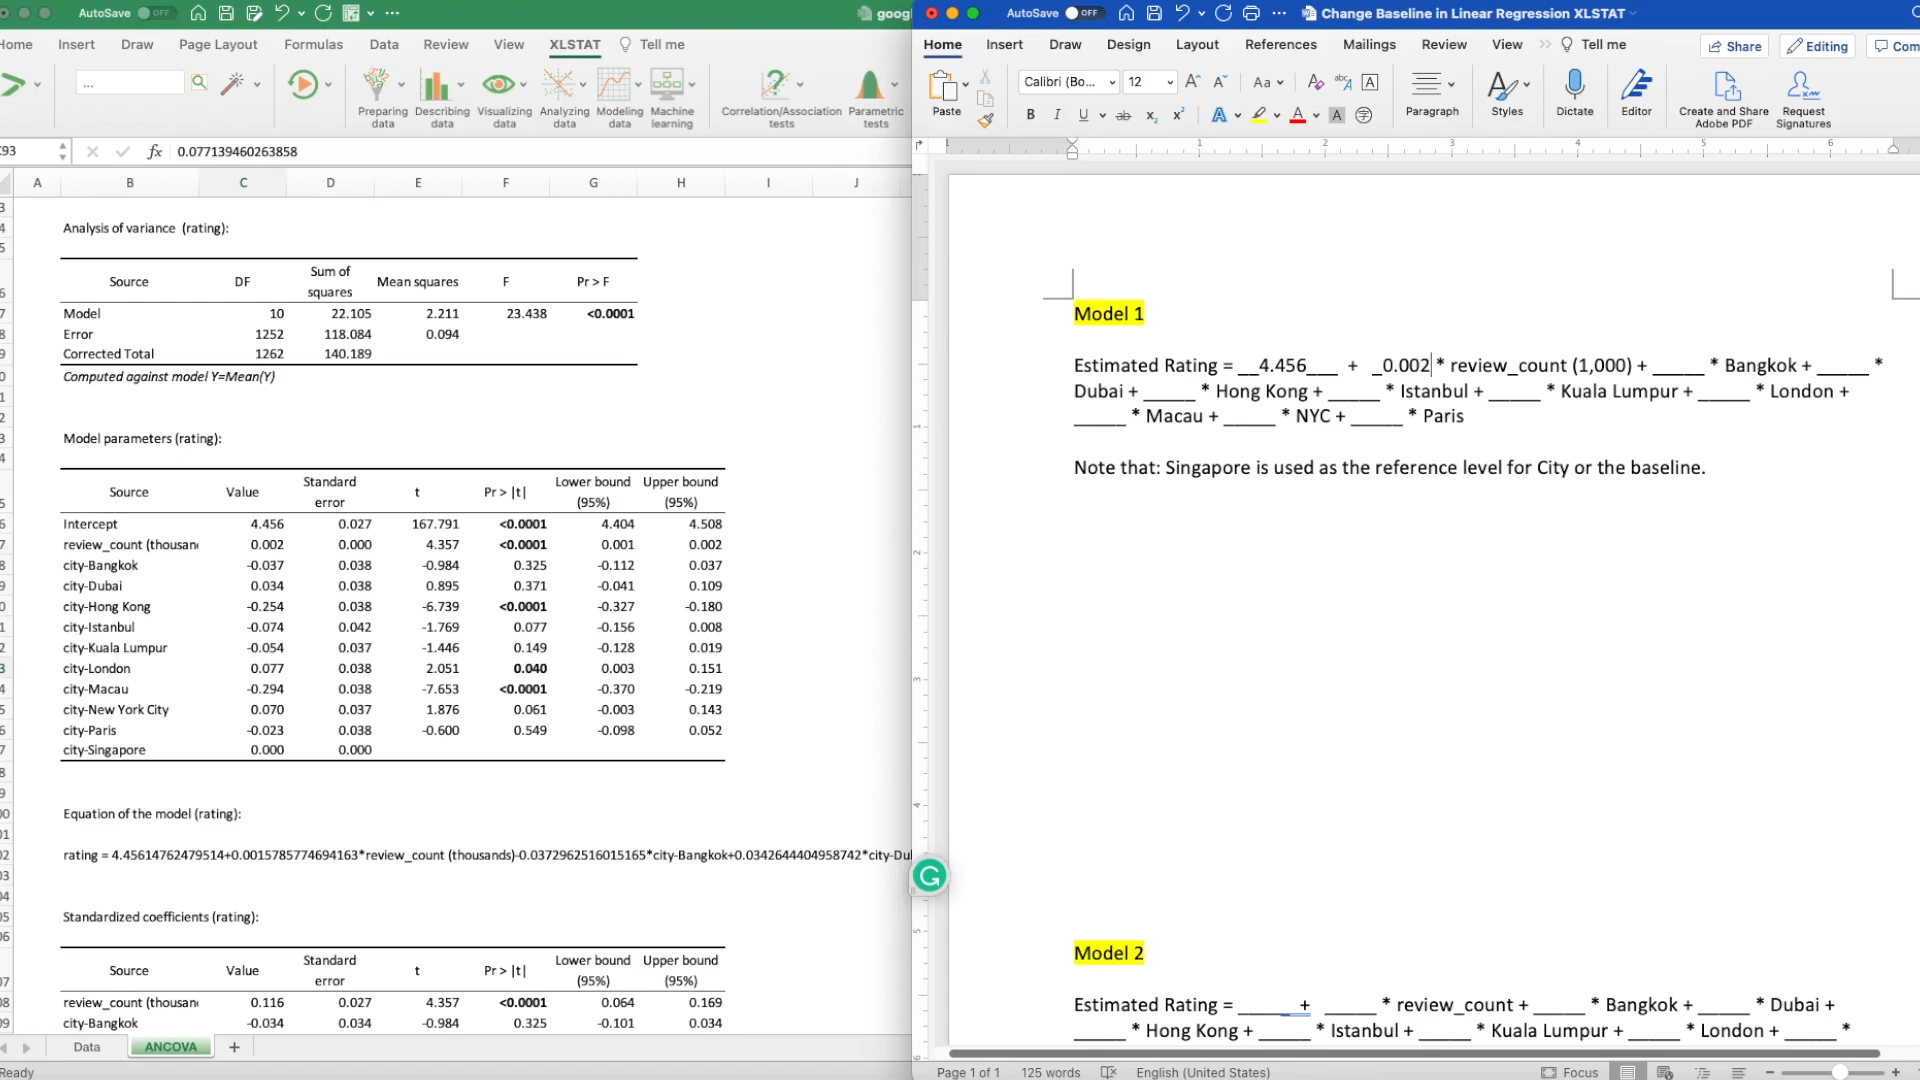 AutoSave OFF
googl
Home Insert Draw Page Layout Formulas Data Review View XLSTAT Tell me
...
Preparing data
Describing data
Visualizing data
Analyzing data
Modeling data
Machine learning
Correlation/Association tests
Parametric tests
C93 fx 0.077139460263858
A B C D E F G H I J
Analysis of variance (rating):
Source DF Sum of squares Mean squares F Pr > F
Model 10 22.105 2.211 23.438 <0.0001
Error 1252 118.084 0.094
Corrected Total 1262 140.189
Computed against model Y=Mean(Y)
Model parameters (rating):
Source Value Standard error t Pr > |t| Lower bound (95%) Upper bound (95%)
Intercept 4.456 0.027 167.791 <0.0001 4.404 4.508
review_count (thousan 0.002 0.000 4.357 <0.0001 0.001 0.002
city-Bangkok -0.037 0.038 -0.984 0.325 -0.112 0.037
city-Dubai 0.034 0.038 0.895 0.371 -0.041 0.109
city-Hong Kong -0.254 0.038 -6.739 <0.0001 -0.327 -0.180
city-Istanbul -0.074 0.042 -1.769 0.077 -0.156 0.008
city-Kuala Lumpur -0.054 0.037 -1.446 0.149 -0.128 0.019
city-London 0.077 0.038 2.051 0.040 0.003 0.151
city-Macau -0.294 0.038 -7.653 <0.0001 -0.370 -0.219
city-New York City 0.070 0.037 1.876 0.061 -0.003 0.143
city-Paris -0.023 0.038 -0.600 0.549 -0.098 0.052
city-Singapore 0.000 0.000
Equation of the model (rating):
rating = 4.45614762479514+0.0015785774694163*review_count (thousands)-0.0372962516015165*city-Bangkok+0.0342644404958742*city-Du
Standardized coefficients (rating):
Source Value Standard error t Pr > |t| Lower bound (95%) Upper bound (95%)
review_count (thousan 0.116 0.027 4.357 <0.0001 0.064 0.169
city-Bangkok -0.034 0.034 -0.984 0.325 -0.101 0.034
Data ANCOVA +
Ready
AutoSave OFF
Change Baseline in Linear Regression XLSTAT
Home Insert Draw Design Layout References Mailings Review View Tell me
Share Editing Com
Paste
Calibri (Bo... 12
Paragraph
Styles
Dictate
Editor
Create and Share Adobe PDF
Request Signatures
1 1 2 3 4 5 6
Model 1
Estimated Rating = __4.456___ + _0.002 * review_count (1,000) + _____ * Bangkok + _____ *
Dubai + _____ * Hong Kong + _____ * Istanbul + _____ * Kuala Lumpur + _____ * London +
_____ * Macau + _____ * NYC + _____ * Paris
Note that: Singapore is used as the reference level for City or the baseline.
Model 2
Estimated Rating = _____ + _____ * review_count + _____ * Bangkok + _____ * Dubai +
_____ * Hong Kong + _____ * Istanbul + _____ * Kuala Lumpur + _____ * London + _____ *
Page 1 of 1 125 words English (United States) Focus